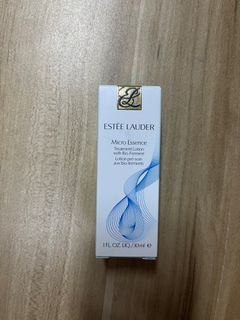 ESTĒE LAUDER
Micro Essence
Treatment Lotion
with Bio-Ferment
Lotion pré-soin
aux bio-ferments
1 FL. OZ. LIQ. / 30 ml ℮